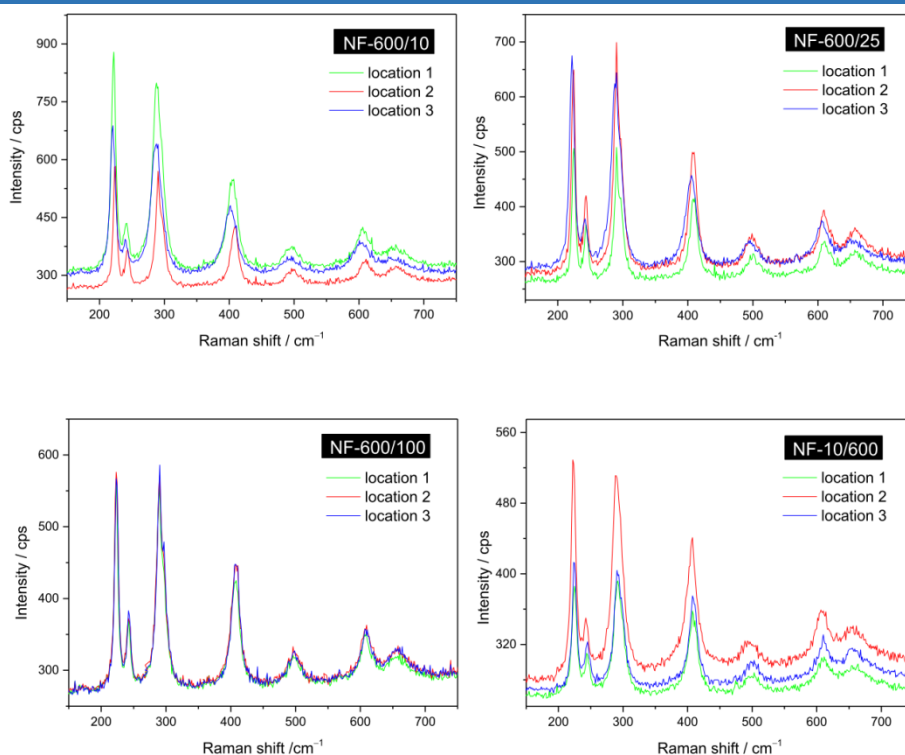 NF-600/10
location 1
location 2
location 3
900
750
600
450
300
Intensity / cps
200 300 400 500 600 700
Raman shift / cm⁻¹
NF-600/25
location 1
location 2
location 3
700
600
500
400
300
Intensity / cps
200 300 400 500 600 700
Raman shift / cm⁻¹
NF-600/100
location 1
location 2
location 3
600
500
400
300
Intensity / cps
200 300 400 500 600 700
Raman shift /cm⁻¹
NF-10/600
location 1
location 2
location 3
560
480
400
320
Intensity / cps
200 300 400 500 600 700
Raman shift / cm⁻¹